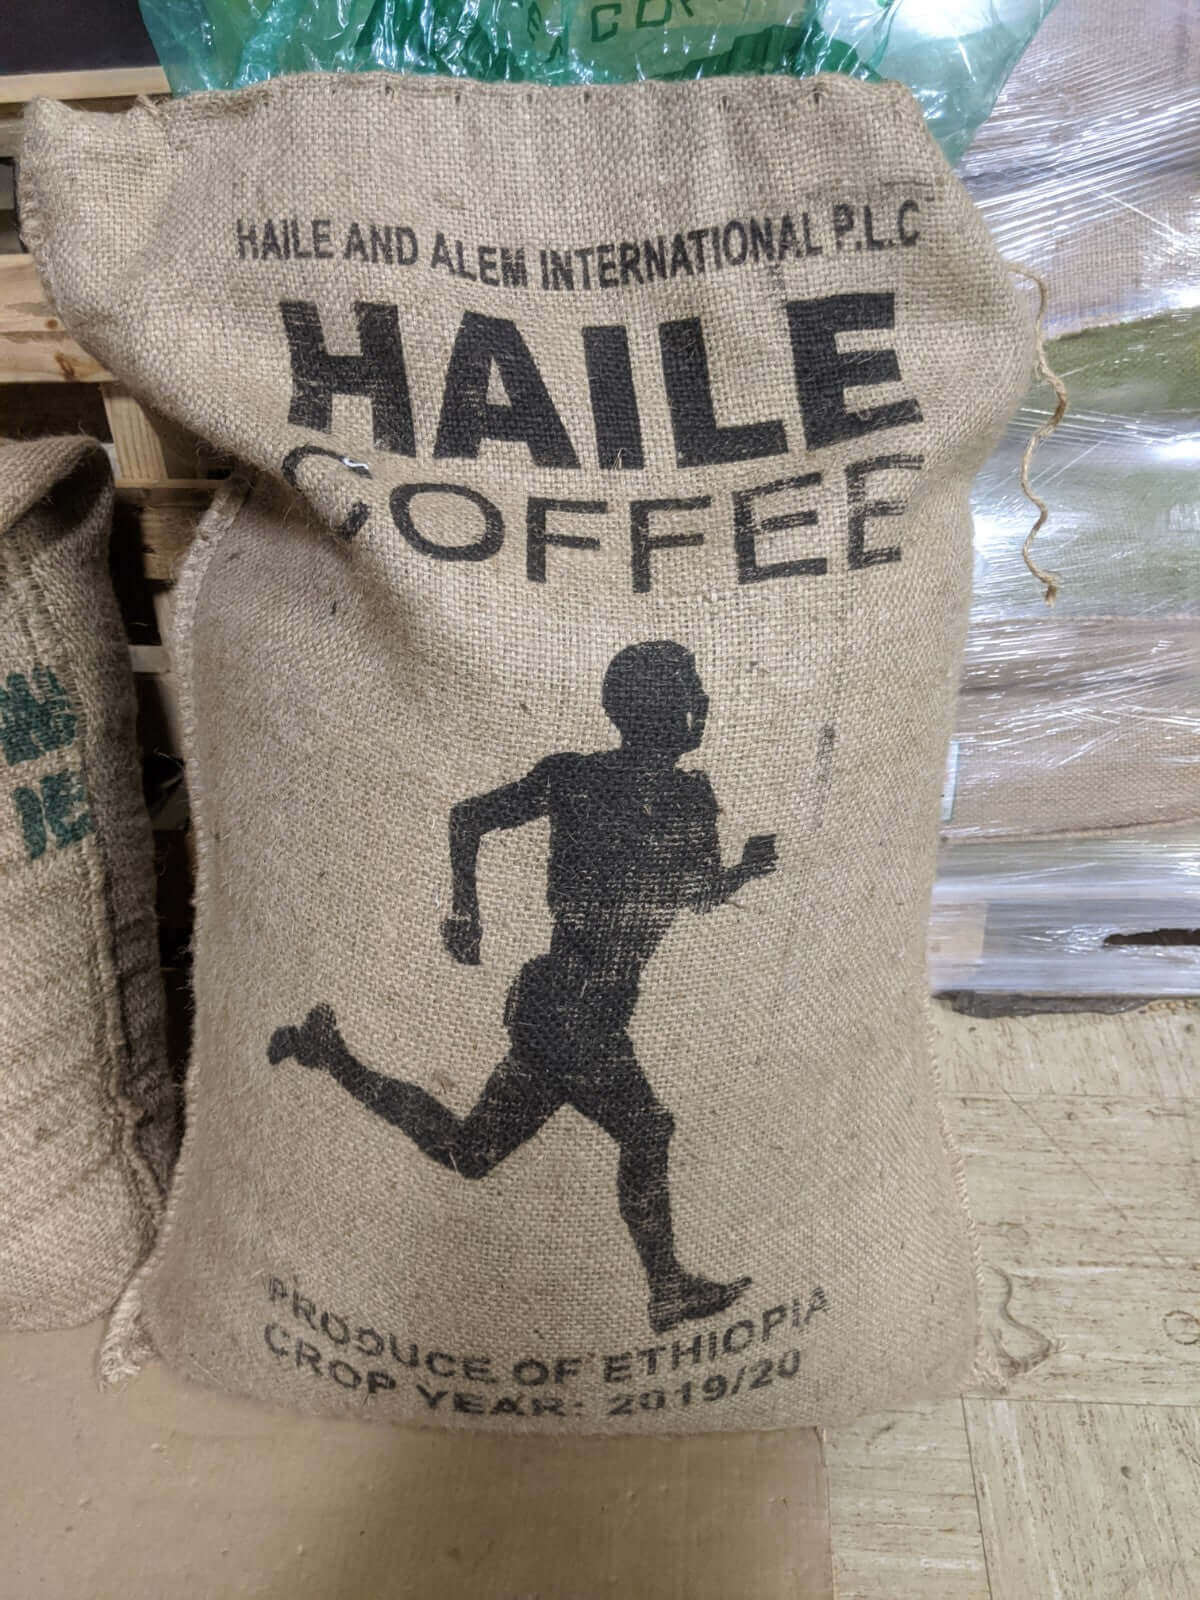 HAILE AND ALEM INTERNATIONAL P.L.C
HAILE
COFFEE
PRODUCE OF ETHIOPIA
CROP YEAR: 2019/20